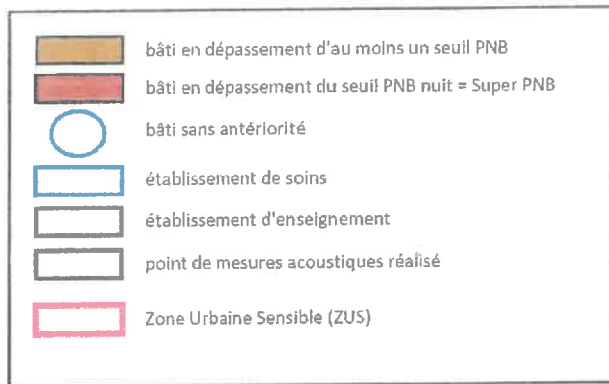 bâti en dépassement d'au moins un seuil PNB
bâti en dépassement du seuil PNB nuit = Super PNB
bâti sans antériorité
établissement de soins
établissement d'enseignement
point de mesures acoustiques réalisé
Zone Urbaine Sensible (ZUS)